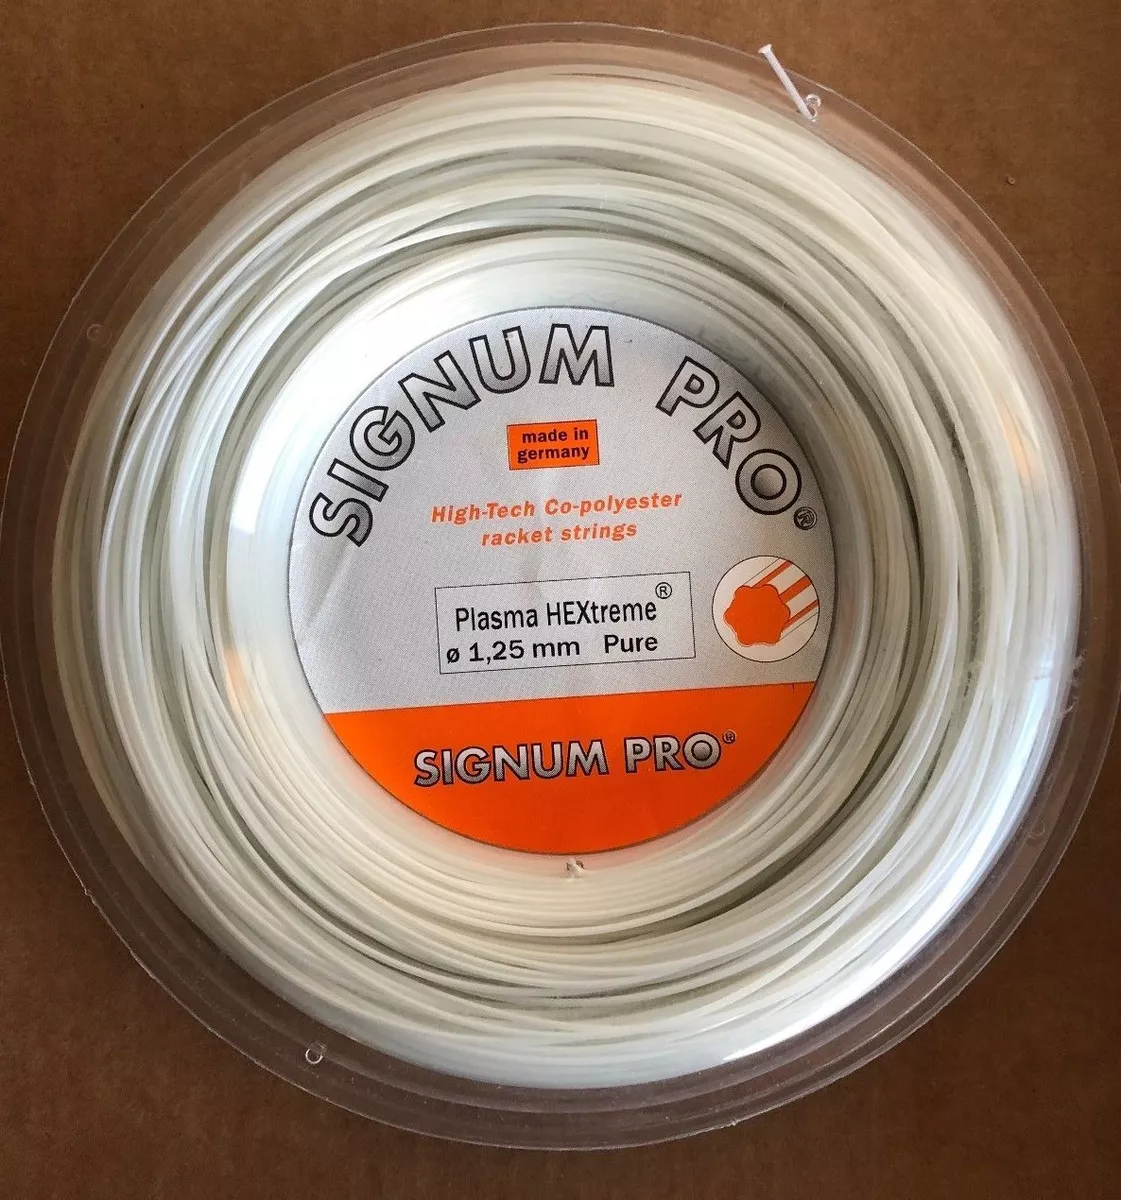 SIGNUM PRO®
made in
germany
High-Tech Co-polyester
racket strings
Plasma HEXtreme®
ø 1,25 mm Pure
SIGNUM PRO®